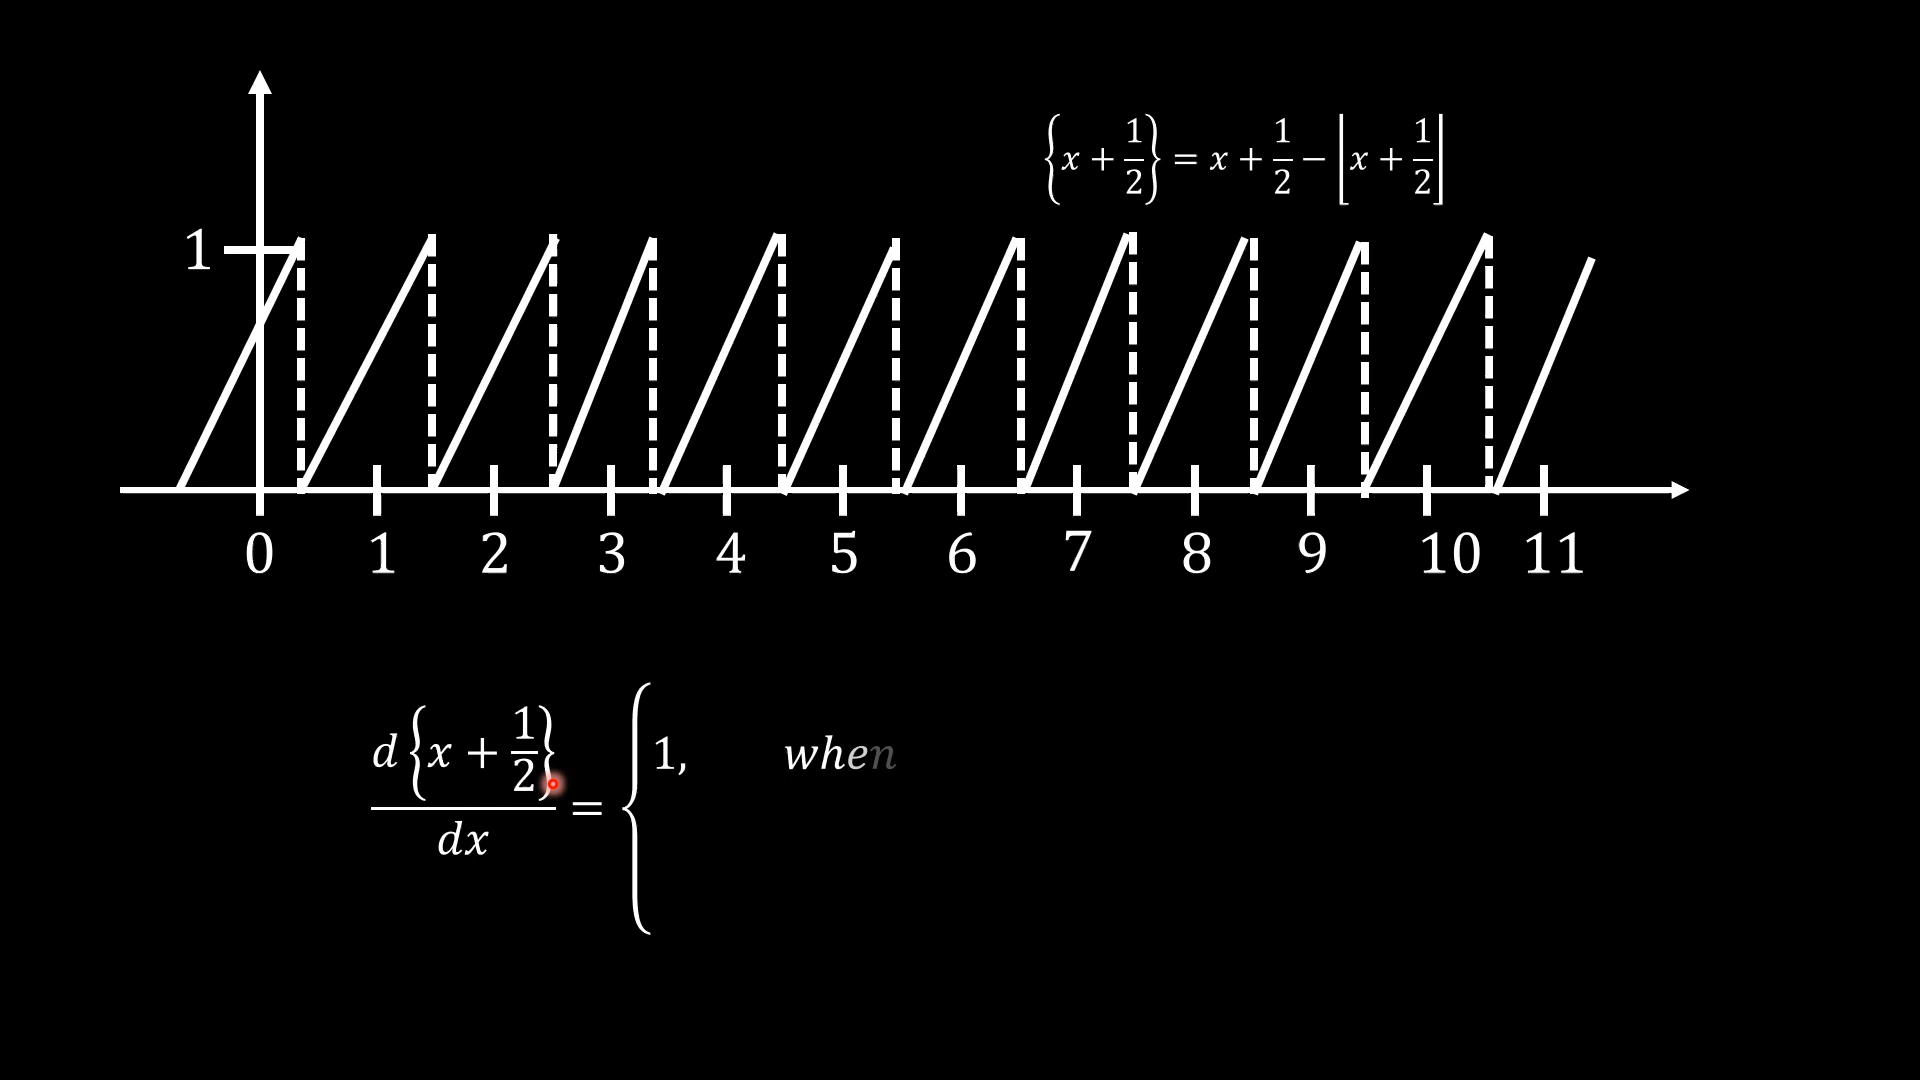 {x + 1/2} = x + 1/2 − ⌊x + 1/2⌋
1
0 1 2 3 4 5 6 7 8 9 10 11
d{x + 1/2}/dx = { 1, when